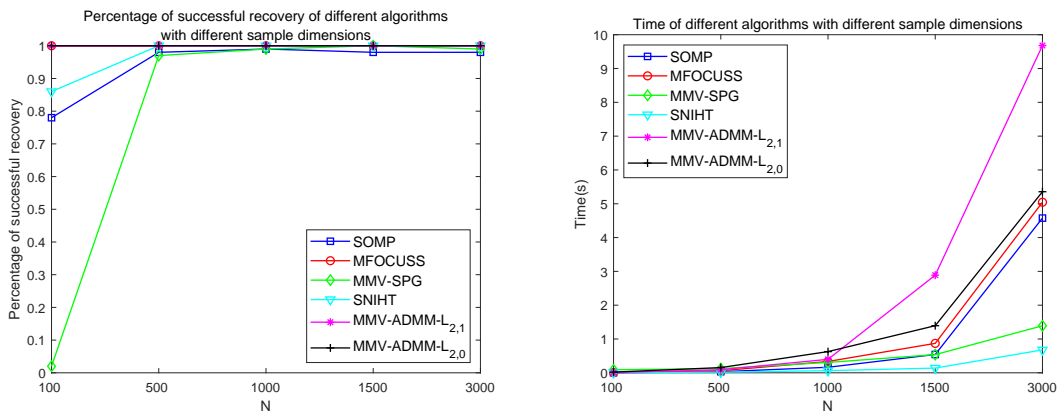 Percentage of successful recovery of different algorithms
with different sample dimensions
Percentage of successful recovery
1
0.9
0.8
0.7
0.6
0.5
0.4
0.3
0.2
0.1
0
100
500
1000
1500
3000
N
SOMP
MFOCUSS
MMV-SPG
SNIHT
MMV-ADMM-L2,1
MMV-ADMM-L2,0
Time of different algorithms with different sample dimensions
Time(s)
10
9
8
7
6
5
4
3
2
1
0
100
500
1000
1500
3000
N
SOMP
MFOCUSS
MMV-SPG
SNIHT
MMV-ADMM-L2,1
MMV-ADMM-L2,0